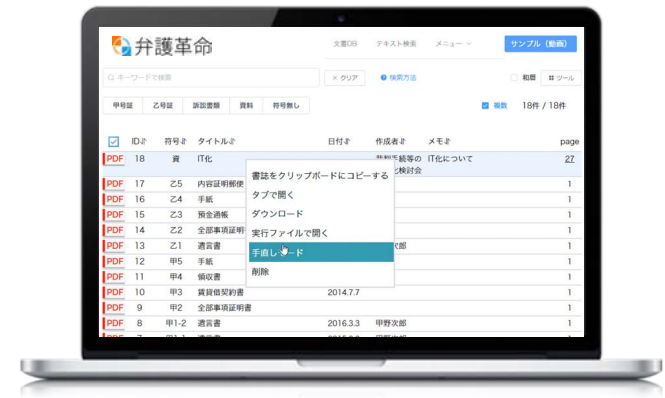 弁護革命
文書DB テキスト検索 メニュー サンプル（動画）
キーワードで検索 × クリア 検索方法 和暦 ツール
甲号証 乙号証 訴訟書類 資料 符号無し 複数 18件 / 18件
ID 符号 タイトル 日付 作成者 メモ page
PDF 18 資 IT化 IT化について 27
検討会
PDF 17 乙5 内容証明郵便 1
PDF 16 乙4 手紙 1
PDF 15 乙3 預金通帳 1
PDF 14 乙2 全部事項証明 1
PDF 13 乙1 遺言書 次郎 1
PDF 12 甲5 手紙 1
PDF 11 甲4 領収書 1
PDF 10 甲3 賃貸借契約書 2014.7.7 1
PDF 9 甲2 全部事項証明書 1
PDF 8 甲1-2 遺言書 2016.3.3 甲野次郎 1
書誌をクリップボードにコピーする
タブで開く
ダウンロード
実行ファイルで開く
手直しモード
削除